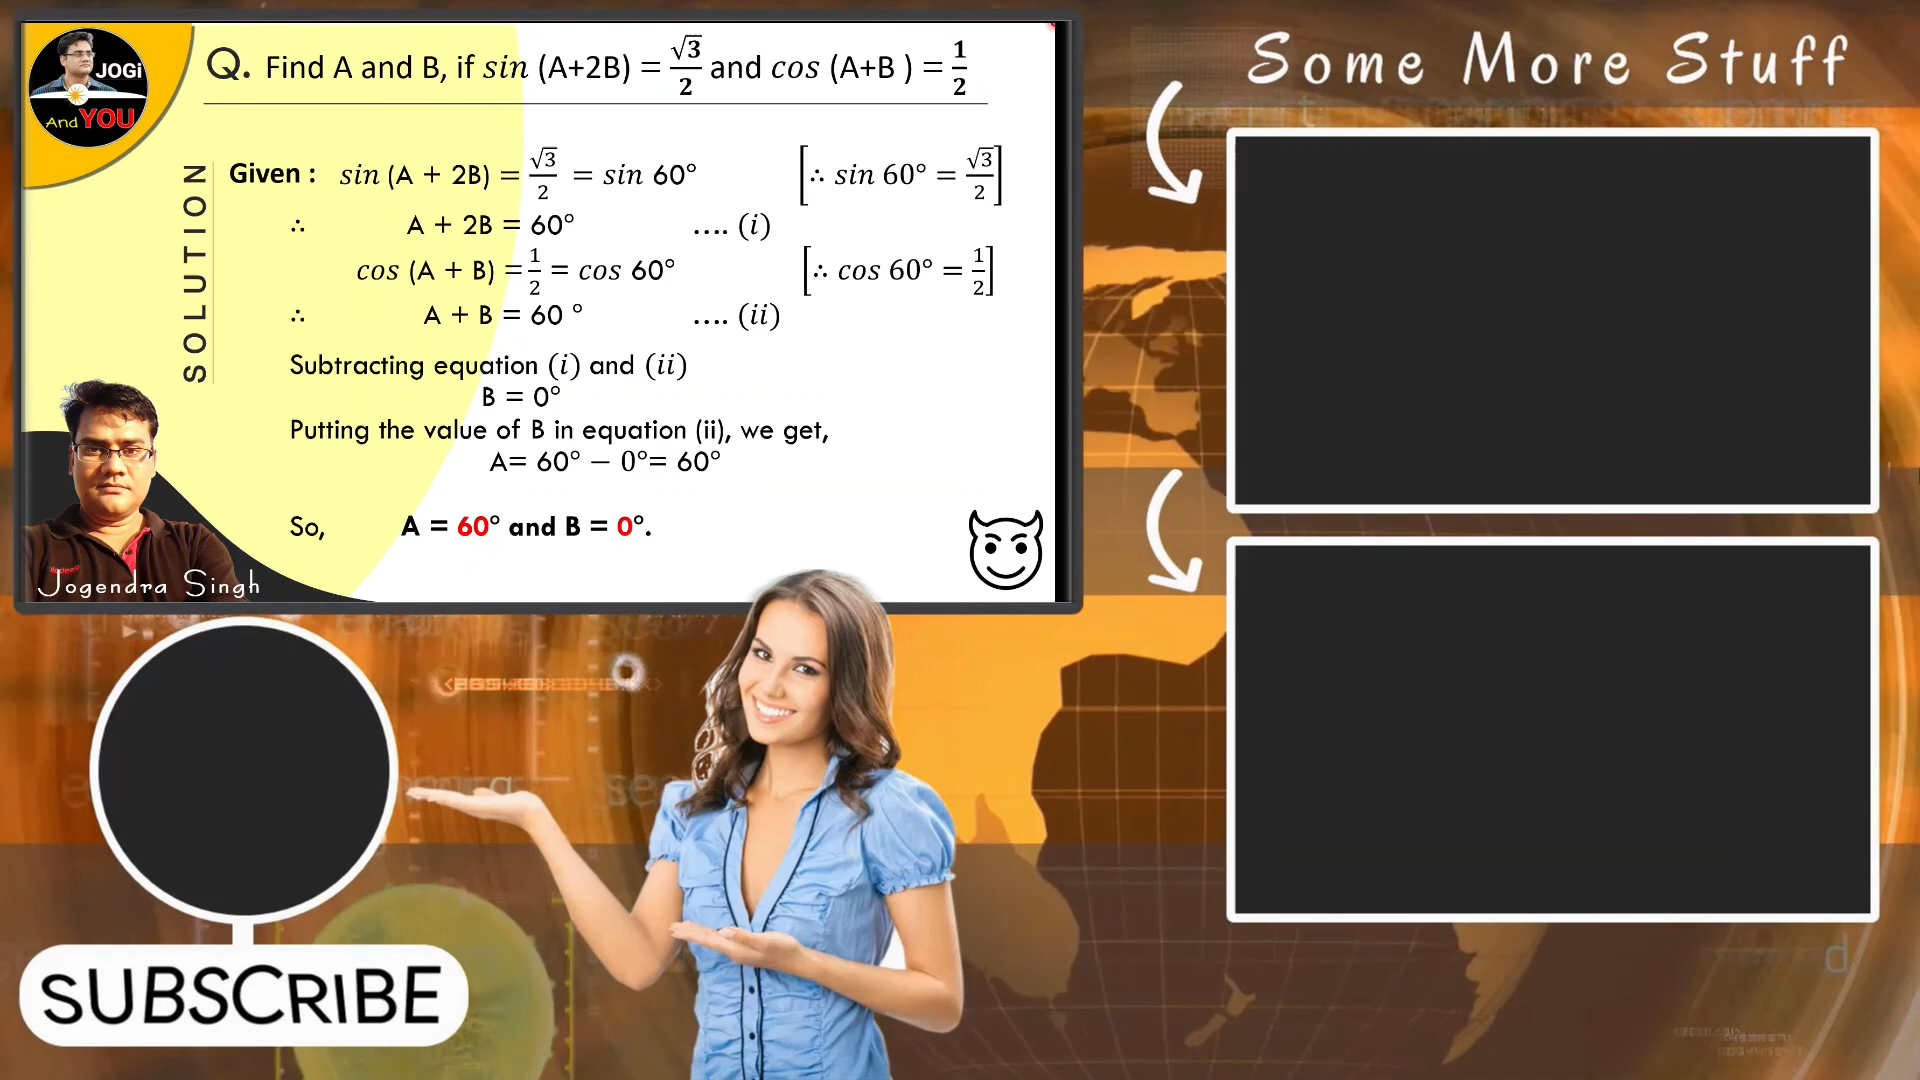 JOGi
And YOU
Q. Find A and B, if sin (A+2B) = √3/2 and cos (A+B ) = 1/2
SOLUTION
Given : sin (A + 2B) = √3/2 = sin 60° [∴ sin 60° = √3/2]
∴ A + 2B = 60° .... (i)
cos (A + B) = 1/2 = cos 60° [∴ cos 60° = 1/2]
∴ A + B = 60 ° .... (ii)
Subtracting equation (i) and (ii)
B = 0°
Putting the value of B in equation (ii), we get,
A= 60° − 0°= 60°
So, A = 60° and B = 0°.
Jogendra Singh
Some More Stuff
SUBSCRIBE